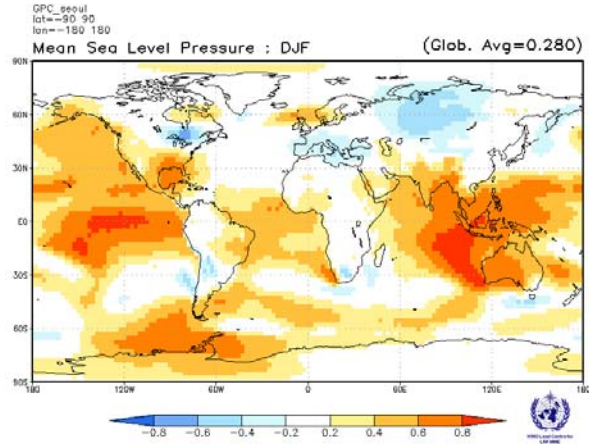 GPC_seoul
lat=-90 90
lon=-180 180
Mean Sea Level Pressure : DJF (Glob. Avg=0.280)
90N
60N
30N
EQ
30S
60S
90S
180 120W 60W 0 60E 120E 180
-0.8 -0.6 -0.4 -0.2 0.2 0.4 0.6 0.8